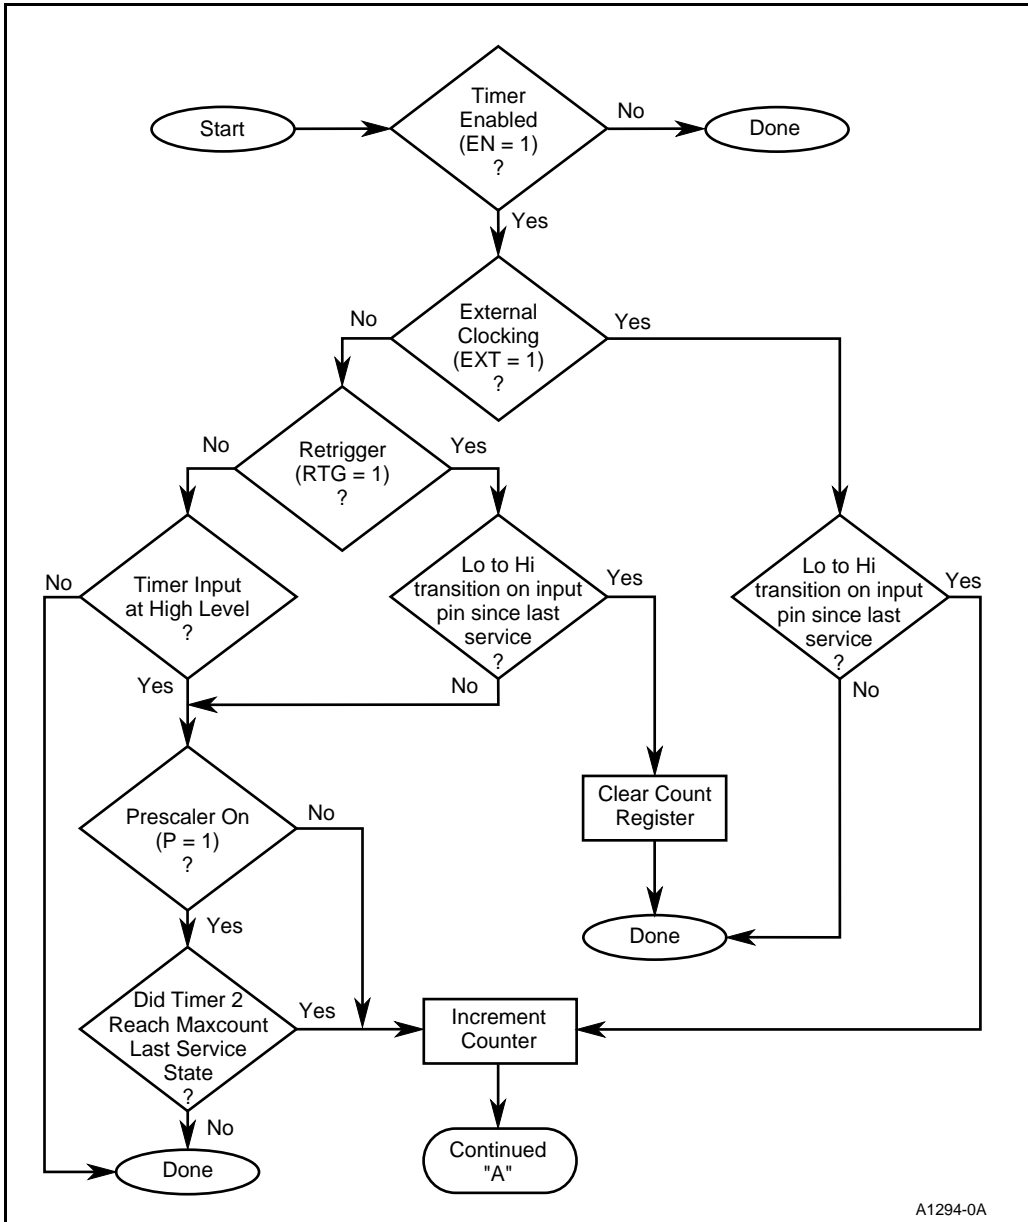 Start
Timer
Enabled
(EN = 1)
?
No
Done
Yes
External
Clocking
(EXT = 1)
?
No
Yes
Retrigger
(RTG = 1)
?
No
Yes
Timer Input
at High Level
?
No
Yes
Lo to Hi
transition on input
pin since last
service
?
Yes
No
Lo to Hi
transition on input
pin since last
service
?
Yes
No
Prescaler On
(P = 1)
?
No
Yes
Clear Count
Register
Done
Did Timer 2
Reach Maxcount
Last Service
State
?
Yes
No
Increment
Counter
Done
Continued
"A"
A1294-0A